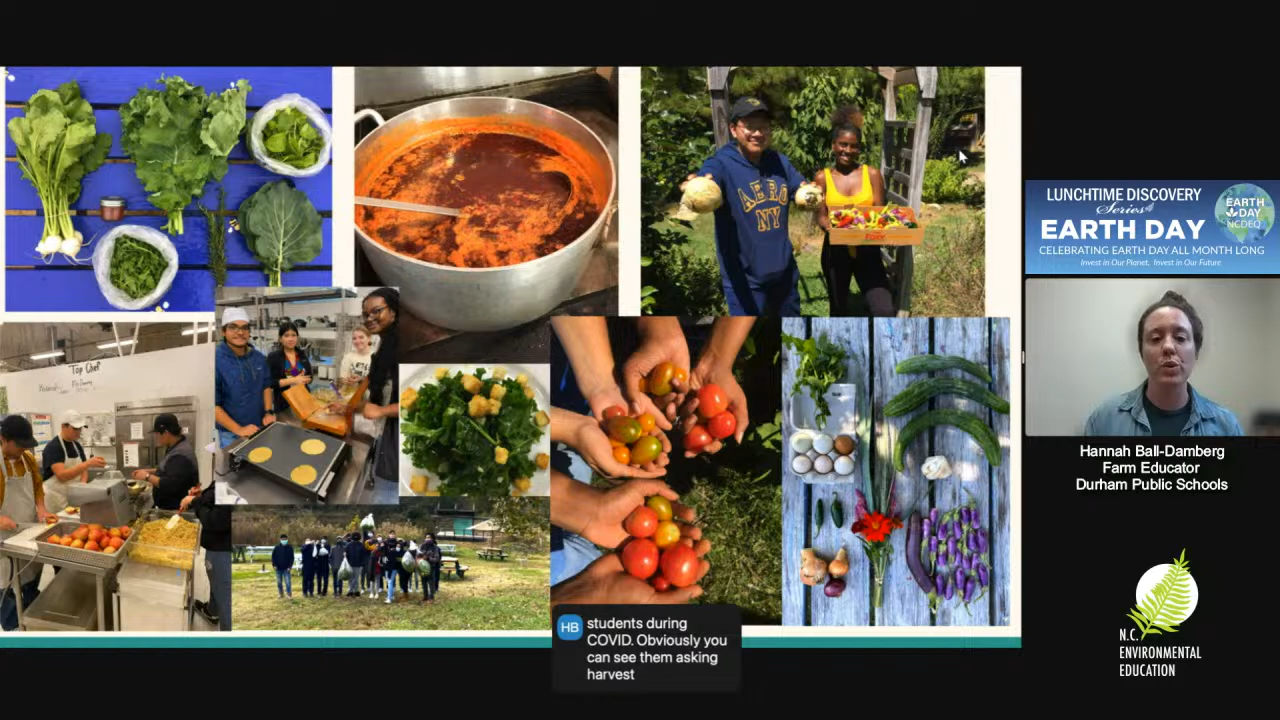 LUNCHTIME DISCOVERY
Series
EARTH DAY
CELEBRATING EARTH DAY ALL MONTH LONG
Invest in Our Planet. Invest in Our Future.
EARTH
DAY
NCDEQ
AERO
NY
Top Chef
HB
students during
COVID. Obviously you
can see them asking
harvest
Hannah Ball-Damberg
Farm Educator
Durham Public Schools
N.C.
ENVIRONMENTAL
EDUCATION